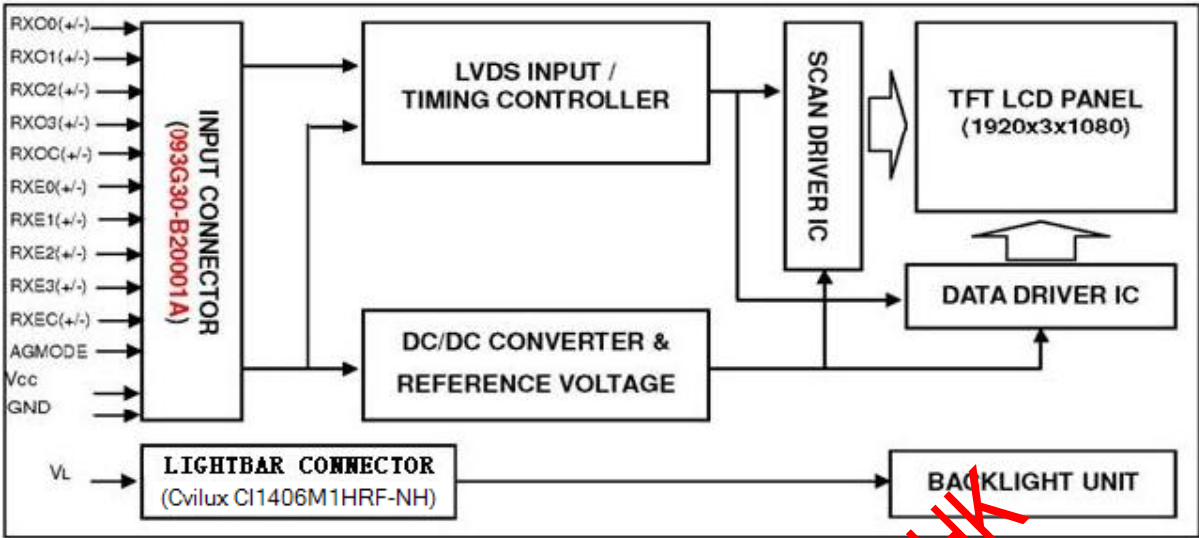 RXO0(+/-)
RXO1(+/-)
RXO2(+/-)
RXO3(+/-)
RXOC(+/-)
RXE0(+/-)
RXE1(+/-)
RXE2(+/-)
RXE3(+/-)
RXEC(+/-)
AGMODE
Vcc
GND
INPUT CONNECTOR
(093G30-B20001A)
LVDS INPUT /
TIMING CONTROLLER
SCAN DRIVER IC
TFT LCD PANEL
(1920x3x1080)
DATA DRIVER IC
DC/DC CONVERTER &
REFERENCE VOLTAGE
VL
LIGHTBAR CONNECTOR
(Cvilux CI1406M1HRF-NH)
BACKLIGHT UNIT